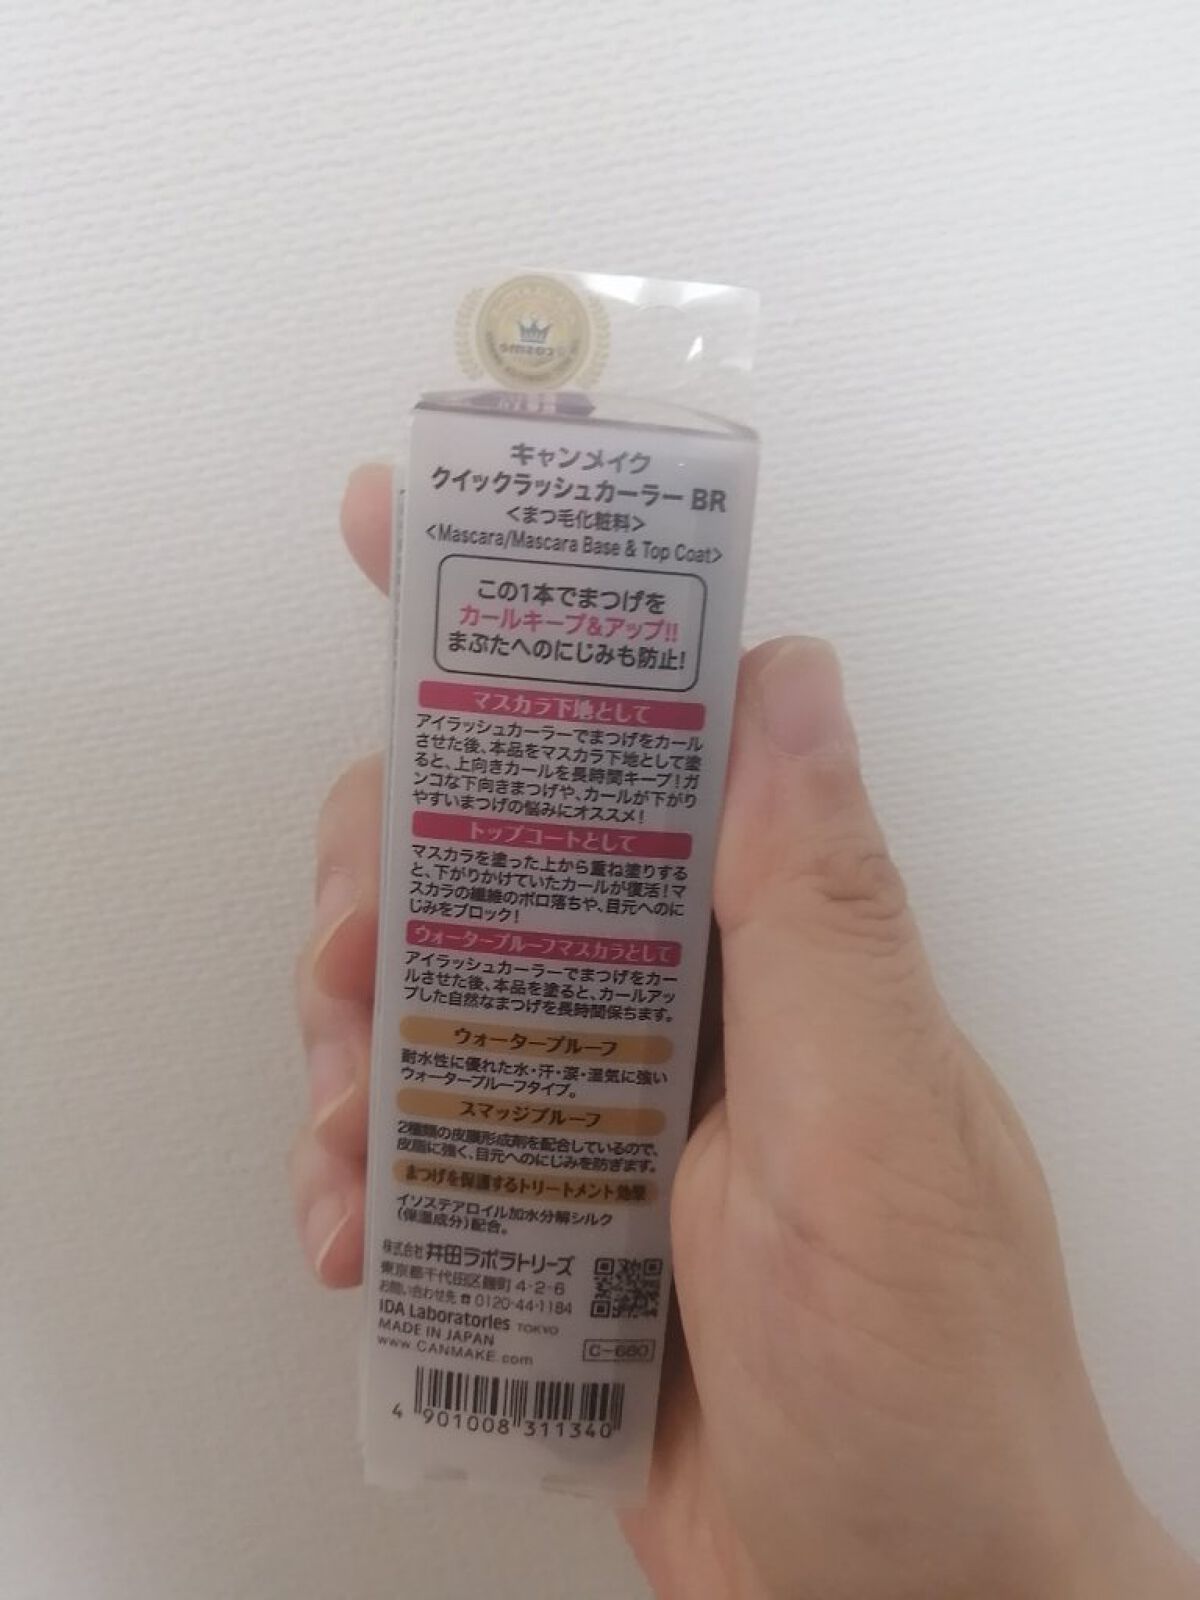 キャンメイク
クイックラッシュカーラー BR
<まつ毛化粧料>
<Mascara/Mascara Base & Top Coat>
この1本でまつげを
カールキープ&アップ!!
まぶたへのにじみも防止!
マスカラ下地として
アイラッシュカーラーでまつげをカール
させた後、本品をマスカラ下地として塗
ると、上向きカールを長時間キープ!ガ
ンコな下向きまつげや、カールが下がり
やすいまつげの悩みにオススメ!
トップコートとして
マスカラを塗った上から重ね塗りする
と、下がりかけていたカールが復活!マ
スカラの繊維のポロ落ちや、目元へのに
じみをブロック!
ウォータープルーフマスカラとして
アイラッシュカーラーでまつげをカー
ルさせた後、本品を塗ると、カールアッ
プした自然なまつげを長時間保ちます。
ウォータープルーフ
耐水性に優れた水・汗・涙・湿気に強い
ウォータープルーフタイプ。
スマッジプルーフ
2種類の皮膜形成剤を配合しているので、
皮脂に強く、目元へのにじみを防ぎます。
まつげを保護するトリートメント効果
イソステアロイル加水分解シルク
(保湿成分)配合。
株式会社 井田ラボラトリーズ
東京都千代田区麹町 4-2-6
お問い合わせ先 ☎ 0120-44-1184
IDA Laboratories TOKYO
MADE IN JAPAN
www.CANMAKE.com
C-680
4 901008 311340